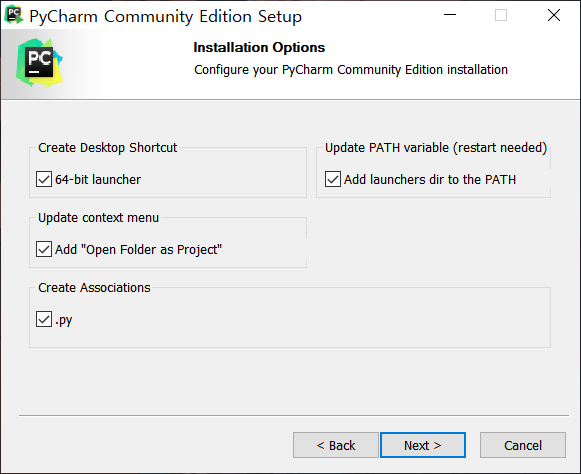 PyCharm Community Edition Setup
PC
Installation Options
Configure your PyCharm Community Edition installation
Create Desktop Shortcut
64-bit launcher
Update PATH variable (restart needed)
Add launchers dir to the PATH
Update context menu
Add "Open Folder as Project"
Create Associations
.py
< Back
Next >
Cancel